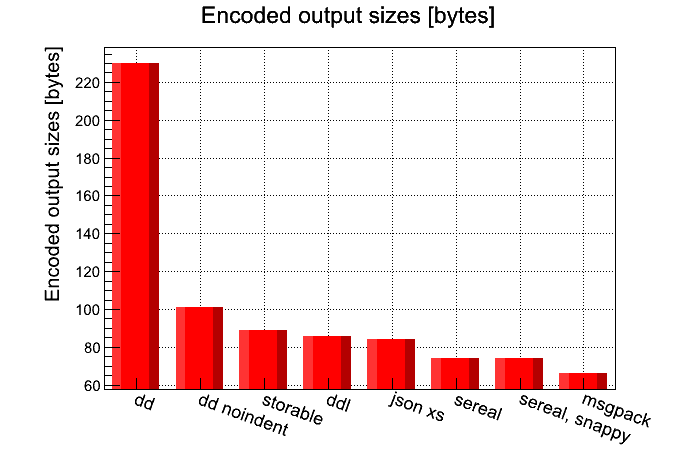 Encoded output sizes [bytes]
Encoded output sizes [bytes]
220
200
180
160
140
120
100
80
60
dd
dd noindent
storable
ddl
json xs
sereal
sereal, snappy
msgpack